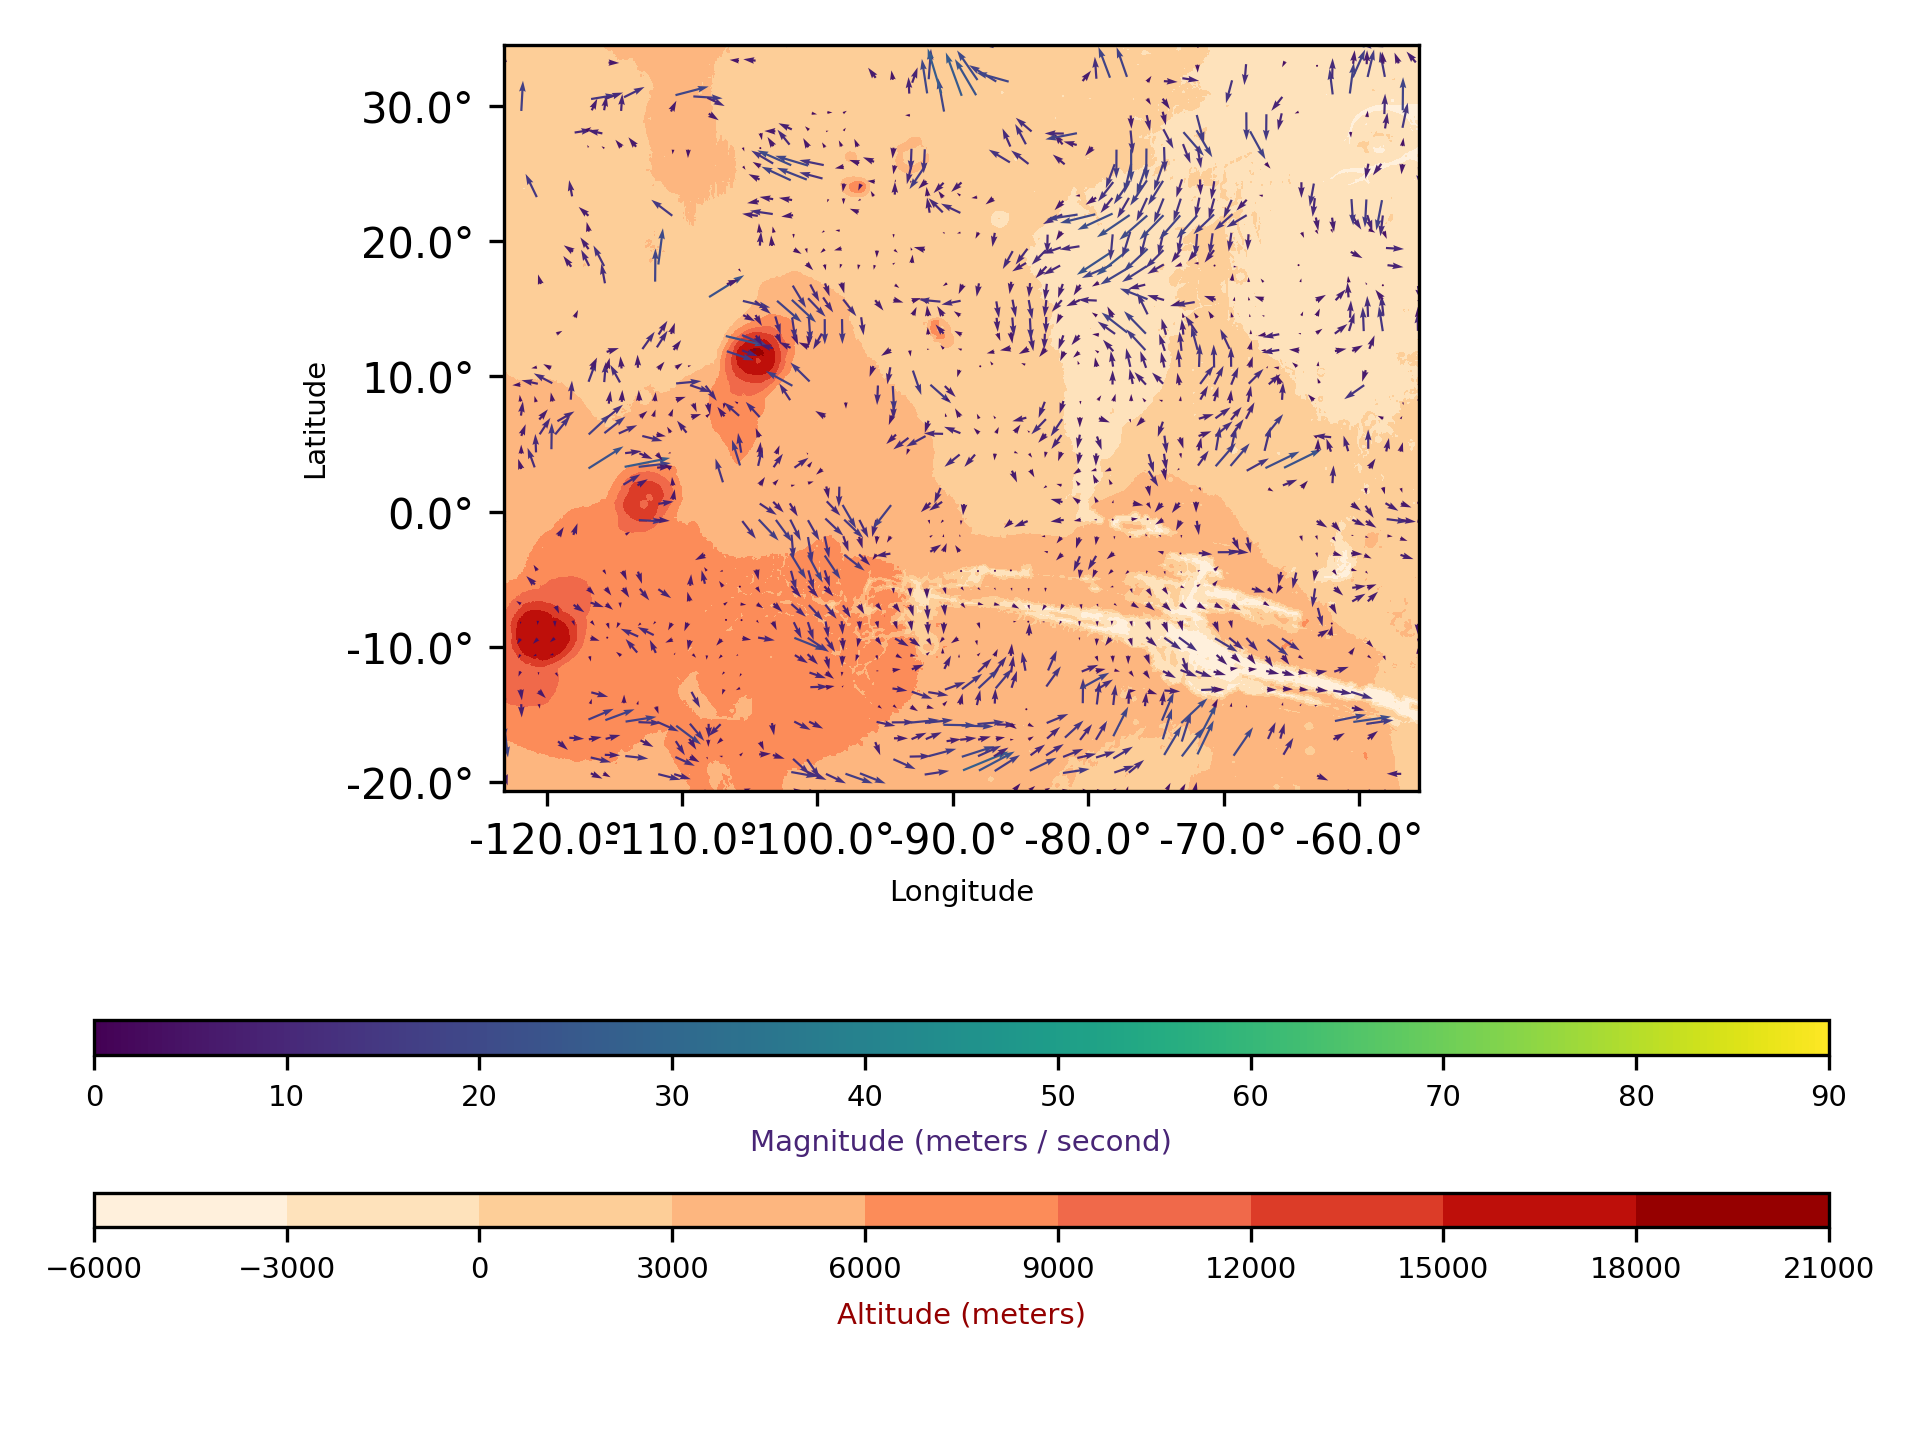 30.0°
20.0°
10.0°
0.0°
-10.0°
-20.0°
Latitude
-120.0° -110.0° -100.0° -90.0° -80.0° -70.0° -60.0°
Longitude
0 10 20 30 40 50 60 70 80 90
Magnitude (meters / second)
−6000 −3000 0 3000 6000 9000 12000 15000 18000 21000
Altitude (meters)